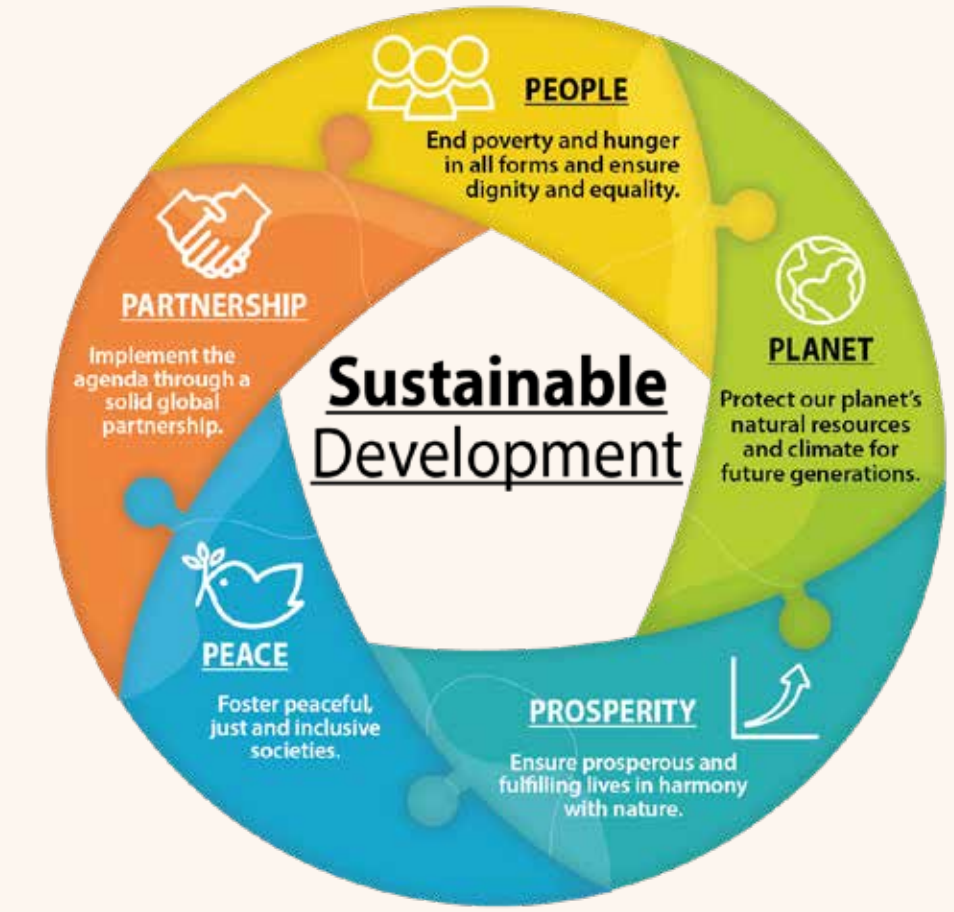 PEOPLE
End poverty and hunger
in all forms and ensure
dignity and equality.
PLANET
Protect our planet's
natural resources
and climate for
future generations.
PROSPERITY
Ensure prosperous and
fulfilling lives in harmony
with nature.
PEACE
Foster peaceful,
just and inclusive
societies.
PARTNERSHIP
Implement the
agenda through a
solid global
partnership.
Sustainable
Development